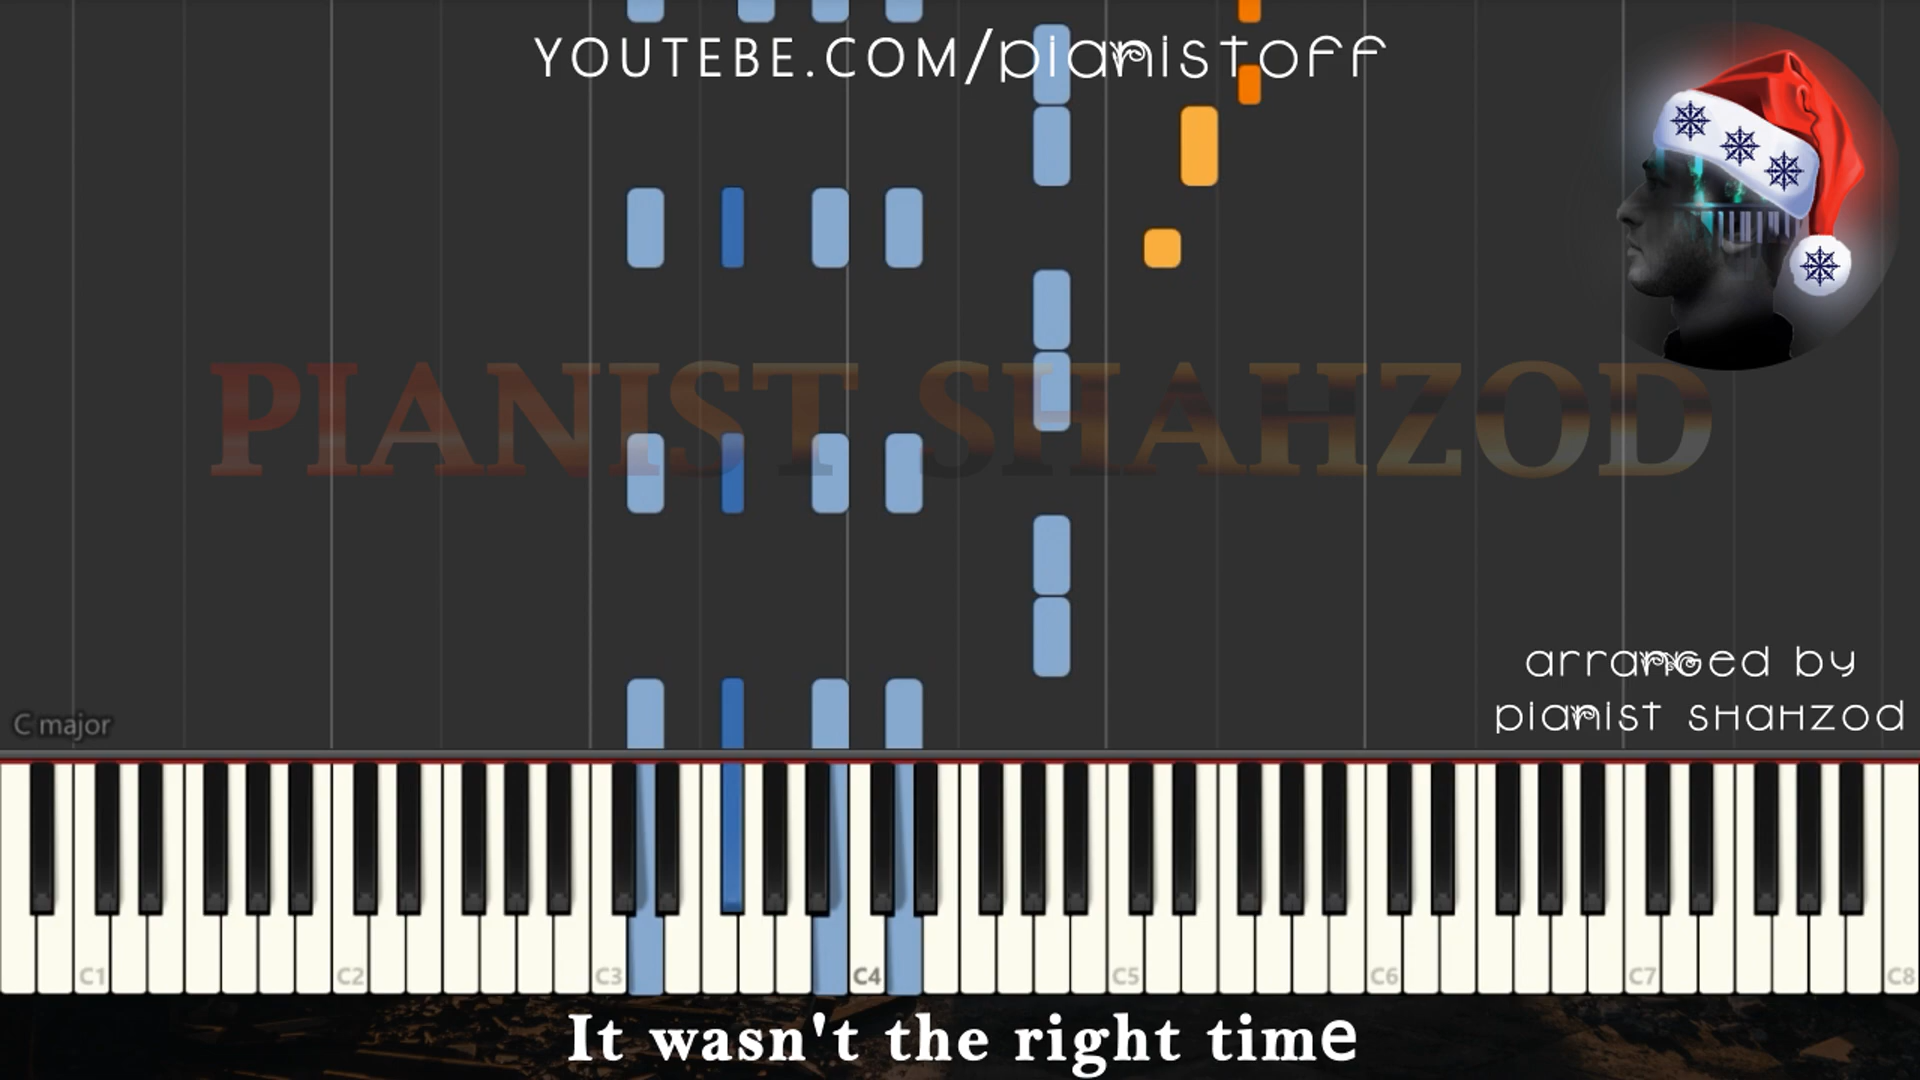 YOUTEBE.COM/pianistoff
PIANIST SHAHZOD
arranged by
pianist shahzod
C major
C1 C2 C3 C4 C5 C6 C7 C8
It wasn't the right time